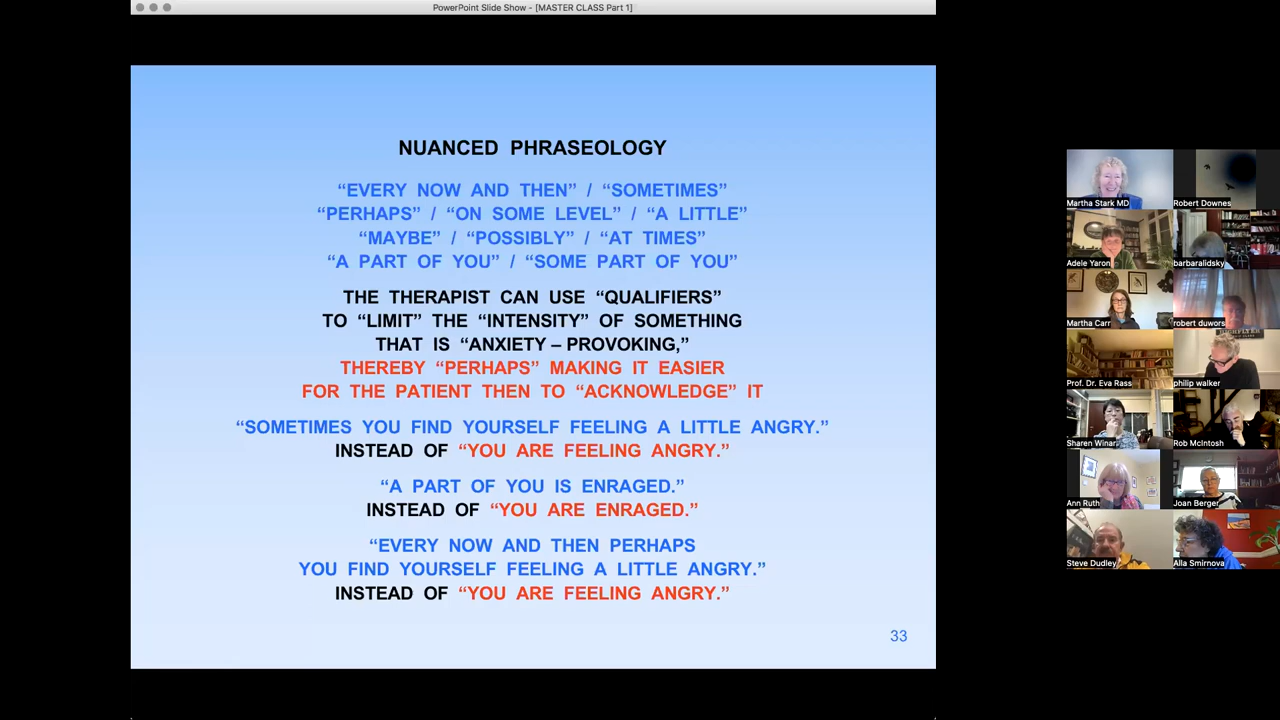 PowerPoint Slide Show - [MASTER CLASS Part 1]
NUANCED PHRASEOLOGY
“EVERY NOW AND THEN” / “SOMETIMES”
“PERHAPS” / “ON SOME LEVEL” / “A LITTLE”
“MAYBE” / “POSSIBLY” / “AT TIMES”
“A PART OF YOU” / “SOME PART OF YOU”
THE THERAPIST CAN USE “QUALIFIERS”
TO “LIMIT” THE “INTENSITY” OF SOMETHING
THAT IS “ANXIETY – PROVOKING,”
THEREBY “PERHAPS” MAKING IT EASIER
FOR THE PATIENT THEN TO “ACKNOWLEDGE” IT
“SOMETIMES YOU FIND YOURSELF FEELING A LITTLE ANGRY.”
INSTEAD OF “YOU ARE FEELING ANGRY.”
“A PART OF YOU IS ENRAGED.”
INSTEAD OF “YOU ARE ENRAGED.”
“EVERY NOW AND THEN PERHAPS
YOU FIND YOURSELF FEELING A LITTLE ANGRY.”
INSTEAD OF “YOU ARE FEELING ANGRY.”
33
Martha Stark MD
Robert Downes
Adele Yaron
barbaralidsky
Martha Carr
robert duwors
Prof. Dr. Eva Rass
philip walker
Sharen Winar
Rob McIntosh
Ann Ruth
Joan Berger
Steve Dudley
Alla Smirnova